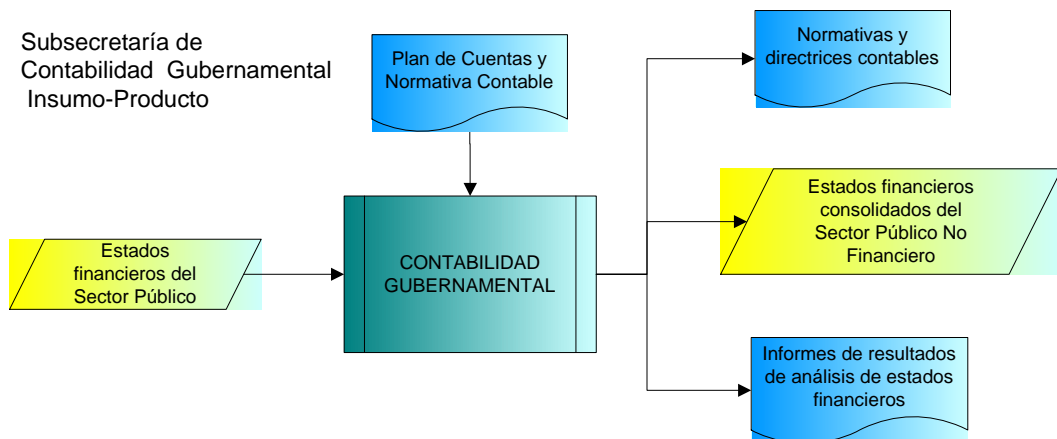 Subsecretaría de
Contabilidad Gubernamental
Insumo-Producto
Plan de Cuentas y
Normativa Contable
Normativas y
directrices contables
Estados
financieros del
Sector Público
CONTABILIDAD
GUBERNAMENTAL
Estados financieros
consolidados del
Sector Público No
Financiero
Informes de resultados
de análisis de estados
financieros